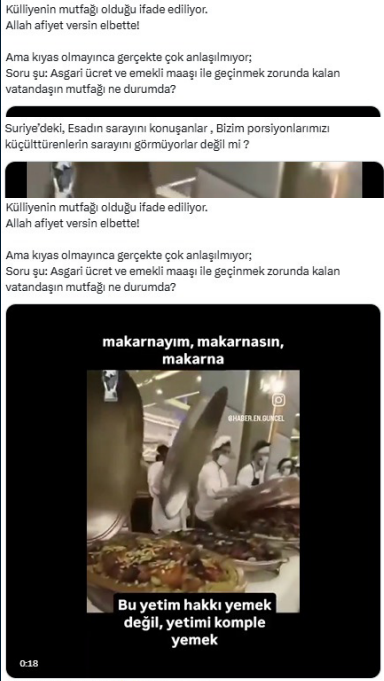 Külliyenin mutfağı olduğu ifade ediliyor.
Allah afiyet versin elbette!
Ama kıyas olmayınca gerçekte çok anlaşılmıyor;
Soru şu: Asgari ücret ve emekli maaşı ile geçinmek zorunda kalan
vatandaşın mutfağı ne durumda?
Suriye'deki, Esadın sarayını konuşanlar , Bizim porsiyonlarımızı
küçülttürenlerin sarayını görmüyorlar değil mi ?
Külliyenin mutfağı olduğu ifade ediliyor.
Allah afiyet versin elbette!
Ama kıyas olmayınca gerçekte çok anlaşılmıyor;
Soru şu: Asgari ücret ve emekli maaşı ile geçinmek zorunda kalan
vatandaşın mutfağı ne durumda?
makarnayım, makarnasın,
makarna
@HABER.EN.GUNCEL
Bu yetim hakkı yemek
değil, yetimi komple
yemek
0:18